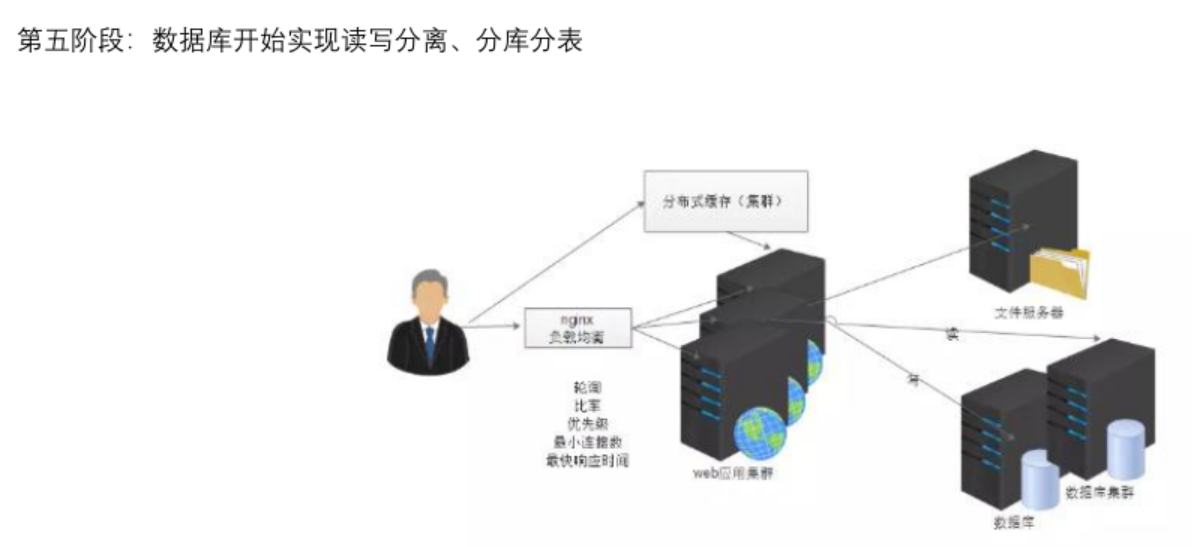 第五阶段：数据库开始实现读写分离、分库分表
分布式缓存（集群）
nginx
负载均衡
轮询
比率
优先级
最小连接数
最快响应时间
web应用集群
文件服务器
读
写
数据库集群
数据库